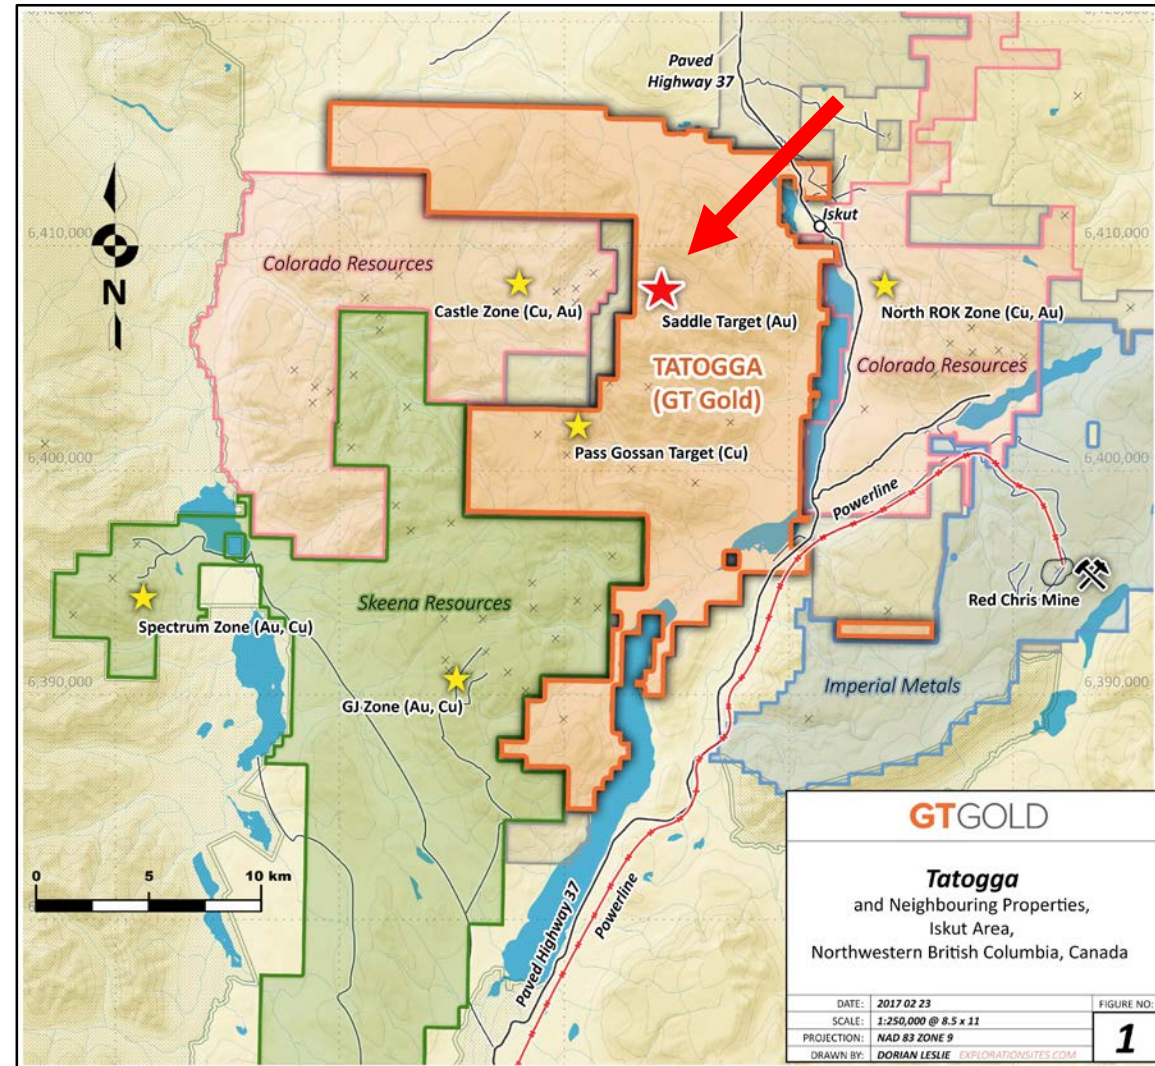 Paved
Highway 37
6,410,000
6,410,000
Iskut
N
Colorado Resources
Castle Zone (Cu, Au)
Saddle Target (Au)
North ROK Zone (Cu, Au)
TATOGGA
(GT Gold)
Colorado Resources
Pass Gossan Target (Cu)
6,400,000
6,400,000
Powerline
Skeena Resources
Red Chris Mine
Spectrum Zone (Au, Cu)
6,390,000
6,390,000
GJ Zone (Au, Cu)
Imperial Metals
0 5 10 km
Paved Highway 37
Powerline
GTGOLD
Tatogga
and Neighbouring Properties,
Iskut Area,
Northwestern British Columbia, Canada
DATE: 2017 02 23
SCALE: 1:250,000 @ 8.5 x 11
PROJECTION: NAD 83 ZONE 9
DRAWN BY: DORIAN LESLIE EXPLORATIONSITES.COM
FIGURE NO:
1